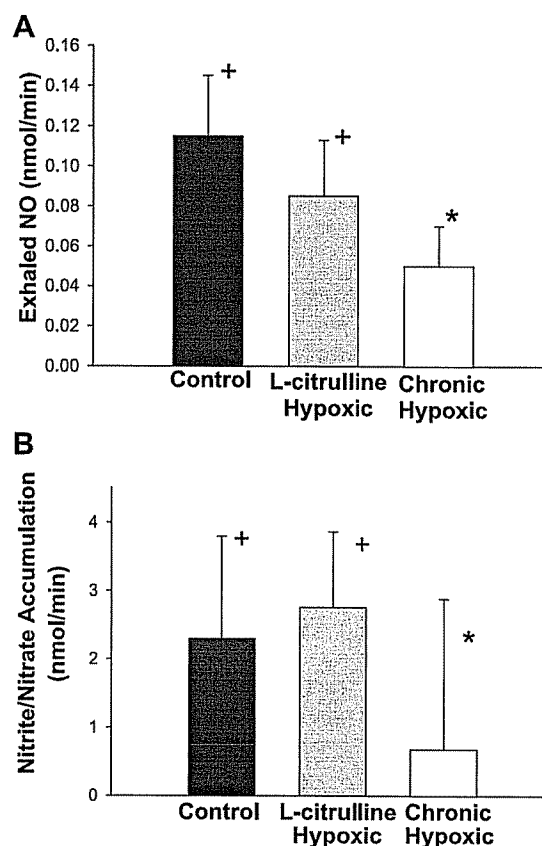 A
Exhaled NO (nmol/min)
0.16
0.14
0.12
0.10
0.08
0.06
0.04
0.02
0.00
+
+
*
Control
L-citrulline
Hypoxic
Chronic
Hypoxic
B
Nitrite/Nitrate Accumulation
(nmol/min)
4
3
2
1
0
+
+
*
Control
L-citrulline
Hypoxic
Chronic
Hypoxic